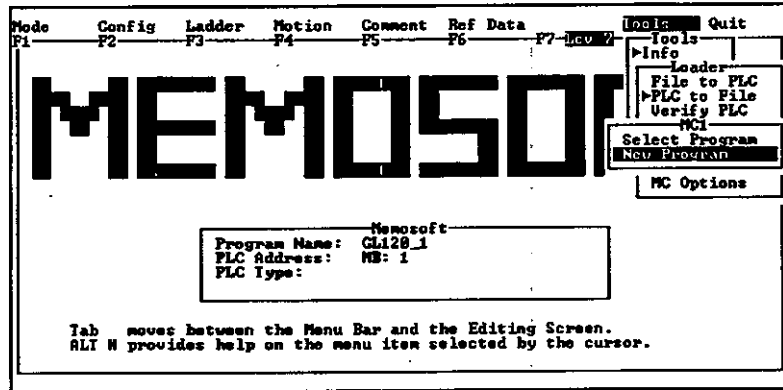 Mode Config Ladder Motion Comment Ref Data Tools Quit
F1 F2 F3 F4 F5 F6 F7 Lev 7 Tools
Info
Loader
File to PLC
PLC to File
Verify PLC
MC1
Select Program
New Program
MC Options
MEMOSO
Memosoft
Program Name: GL120_1
PLC Address: MB: 1
PLC Type:
Tab moves between the Menu Bar and the Editing Screen.
ALT H provides help on the menu item selected by the cursor.